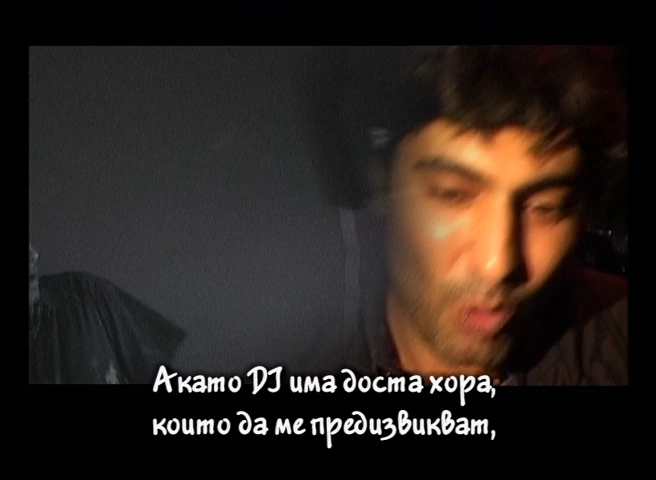 А като DJ има доста хора,
които да ме предизвикват,